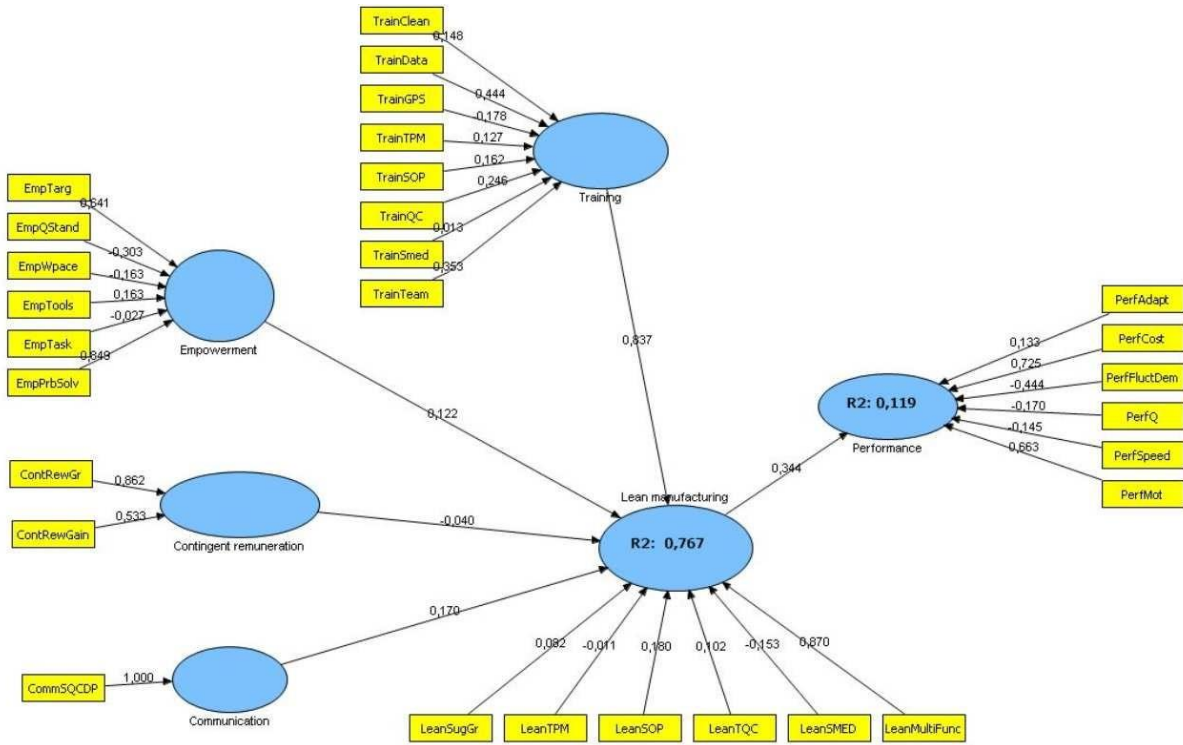 TrainClean
0,148
TrainData
0,444
TrainGPS
-0,178
TrainTPM
0,127
TrainSOP
0,162
TrainQC
0,246
TrainSmed
0,013
TrainTeam
0,353
Training
EmpTarg
0,641
EmpQStand
-0,303
EmpWpace
-0,163
EmpTools
0,163
EmpTask
-0,027
EmpPrbSolv
0,849
Empowerment
0,837
0,122
PerfAdapt
0,133
PerfCost
0,725
PerfFluctDem
-0,444
PerfQ
-0,170
PerfSpeed
-0,145
PerfMot
0,663
R2: 0,119
Performance
0,344
ContRewGr
0,862
ContRewGain
0,533
Contingent remuneration
-0,040
Lean manufacturing
R2: 0,767
0,170
CommSQCDP
1,000
Communication
-0,011
0,180
0,102
-0,153
0,870
LeanSugGr
LeanTPM
LeanSOP
LeanTQC
LeanSMED
LeanMultiFunc